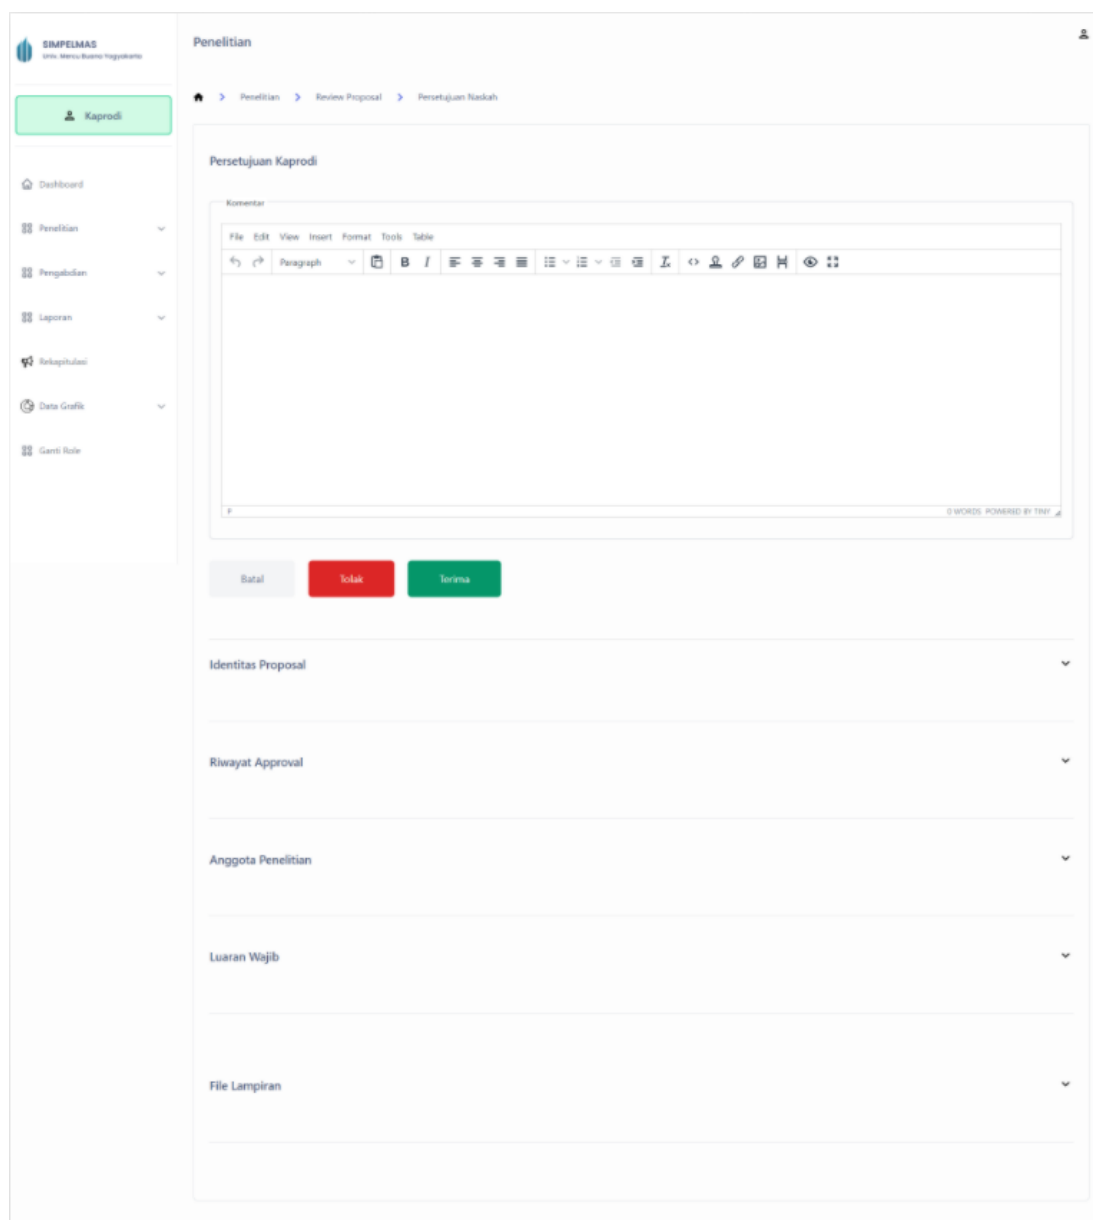 SIMPELMAS
Univ. Mercu Buana Yogyakarta
Kaprodi
Dashboard
Penelitian
Pengabdian
Laporan
Rekapitulasi
Data Grafik
Ganti Role
Penelitian
Penelitian > Review Proposal > Persetujuan Naskah
Persetujuan Kaprodi
Komentar
File Edit View Insert Format Tools Table
Paragraph B I
P 0 WORDS POWERED BY TINY
Batal Tolak Terima
Identitas Proposal
Riwayat Approval
Anggota Penelitian
Luaran Wajib
File Lampiran